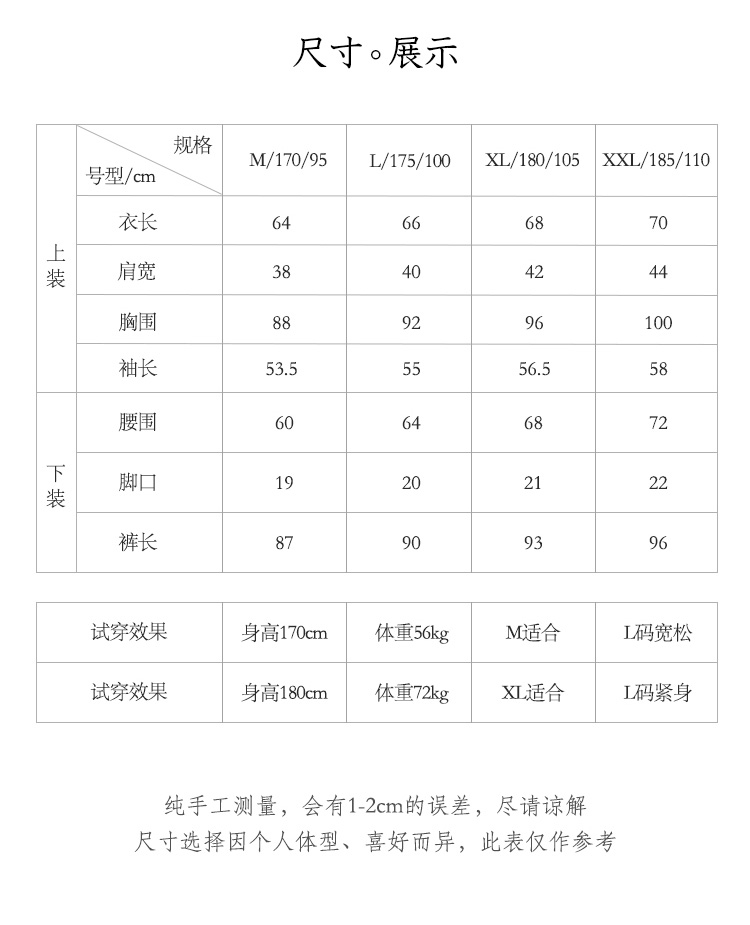 尺寸。展示
规格
号型/cm
M/170/95 L/175/100 XL/180/105 XXL/185/110
上装
衣长 64 66 68 70
肩宽 38 40 42 44
胸围 88 92 96 100
袖长 53.5 55 56.5 58
下装
腰围 60 64 68 72
脚口 19 20 21 22
裤长 87 90 93 96
试穿效果 身高170cm 体重56kg M适合 L码宽松
试穿效果 身高180cm 体重72kg XL适合 L码紧身
纯手工测量，会有1-2cm的误差，尽请谅解
尺寸选择因个人体型、喜好而异，此表仅作参考